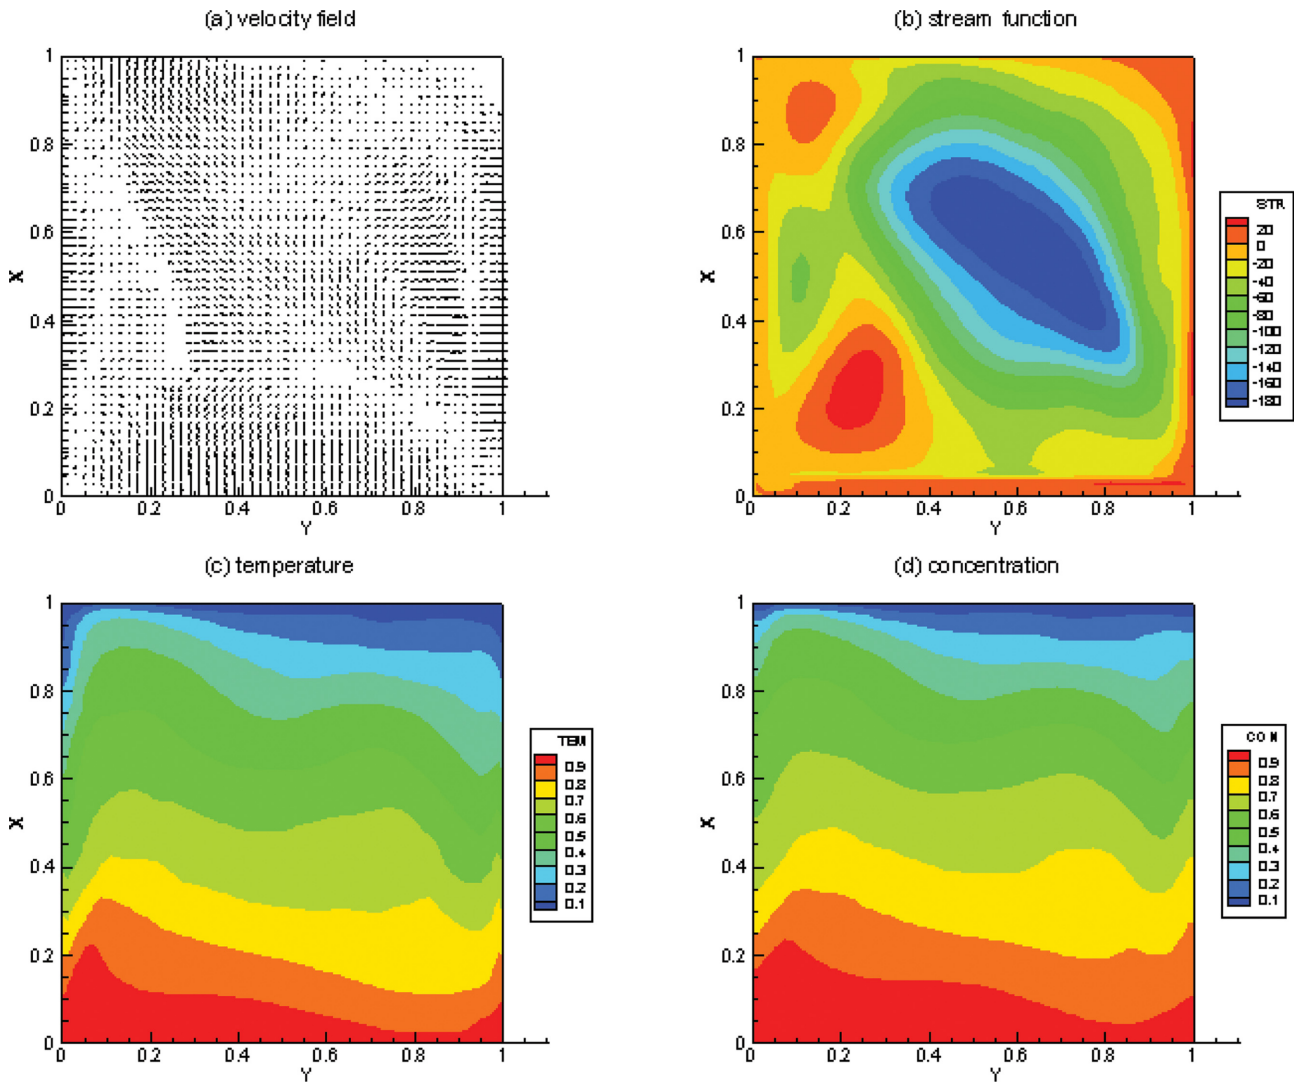 (a) velocity field
1
0.8
0.6
X
0.4
0.2
0
0 0.2 0.4 0.6 0.8 1
Y
(b) stream function
1
0.8
0.6
X
0.4
0.2
0
0 0.2 0.4 0.6 0.8 1
Y
STR
20
0
-20
-40
-60
-80
-100
-120
-140
-160
-180
(c) temperature
1
0.8
0.6
X
0.4
0.2
0
0 0.2 0.4 0.6 0.8 1
Y
TEM
0.9
0.8
0.7
0.6
0.5
0.4
0.3
0.2
0.1
(d) concentration
1
0.8
0.6
X
0.4
0.2
0
0 0.2 0.4 0.6 0.8 1
Y
CON
0.9
0.8
0.7
0.6
0.5
0.4
0.3
0.2
0.1